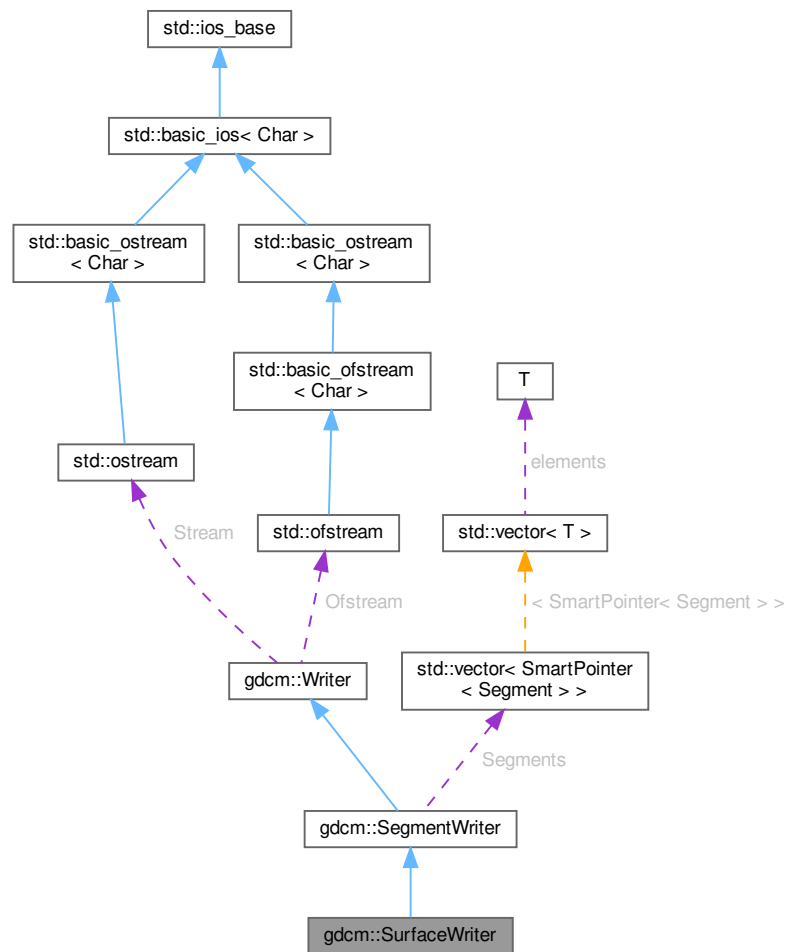 std::ios_base
std::basic_ios< Char >
std::basic_ostream
< Char >
std::basic_ostream
< Char >
std::basic_ofstream
< Char >
T
std::ostream
elements
Stream
std::ofstream
std::vector< T >
Ofstream
< SmartPointer< Segment > >
gdcm::Writer
std::vector< SmartPointer
< Segment > >
Segments
gdcm::SegmentWriter
gdcm::SurfaceWriter